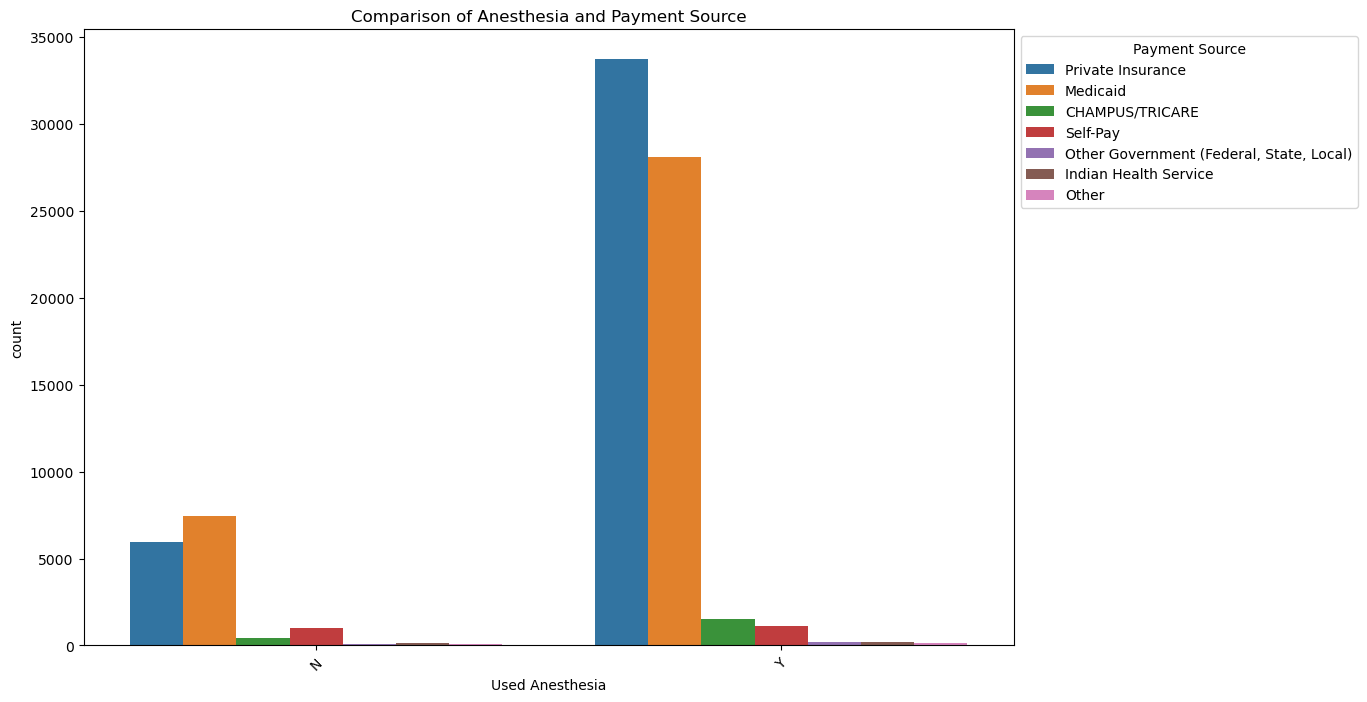 Comparison of Anesthesia and Payment Source
35000
30000
25000
20000
15000
10000
5000
0
count
N
Y
Used Anesthesia
Payment Source
Private Insurance
Medicaid
CHAMPUS/TRICARE
Self-Pay
Other Government (Federal, State, Local)
Indian Health Service
Other